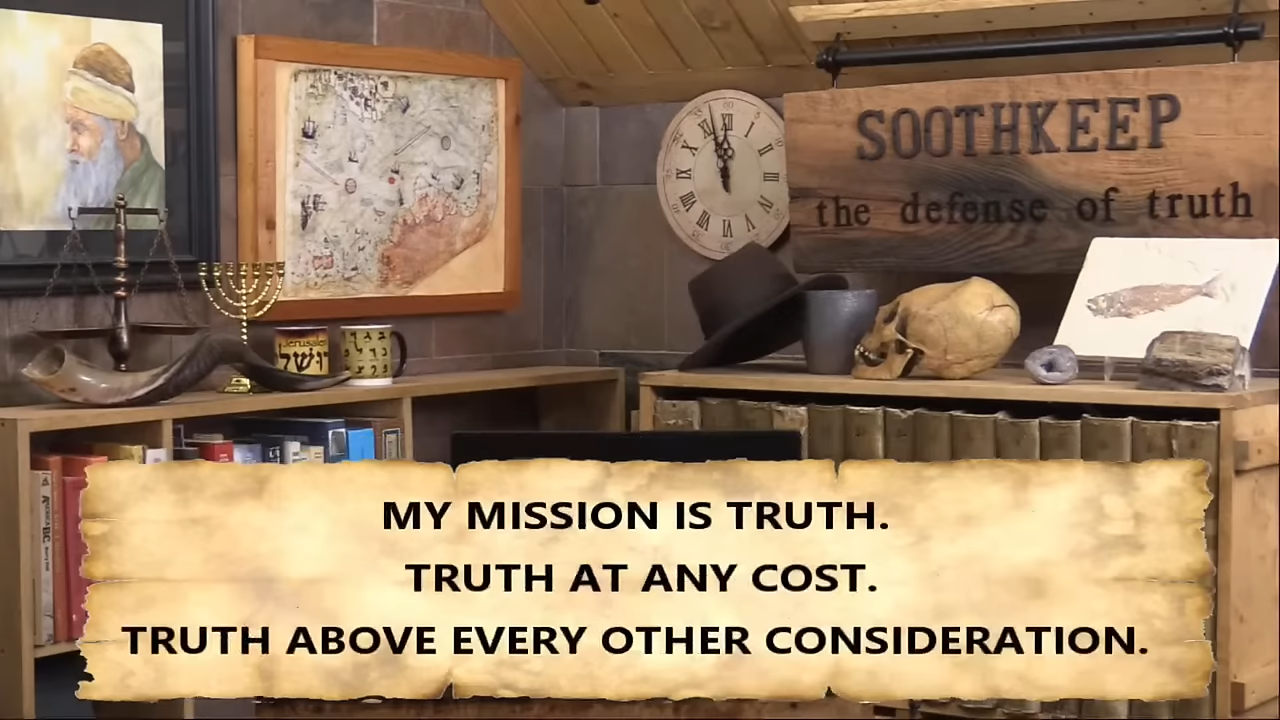 SOOTHKEEP
the defense of truth
Jerusalem
MY MISSION IS TRUTH.
TRUTH AT ANY COST.
TRUTH ABOVE EVERY OTHER CONSIDERATION.